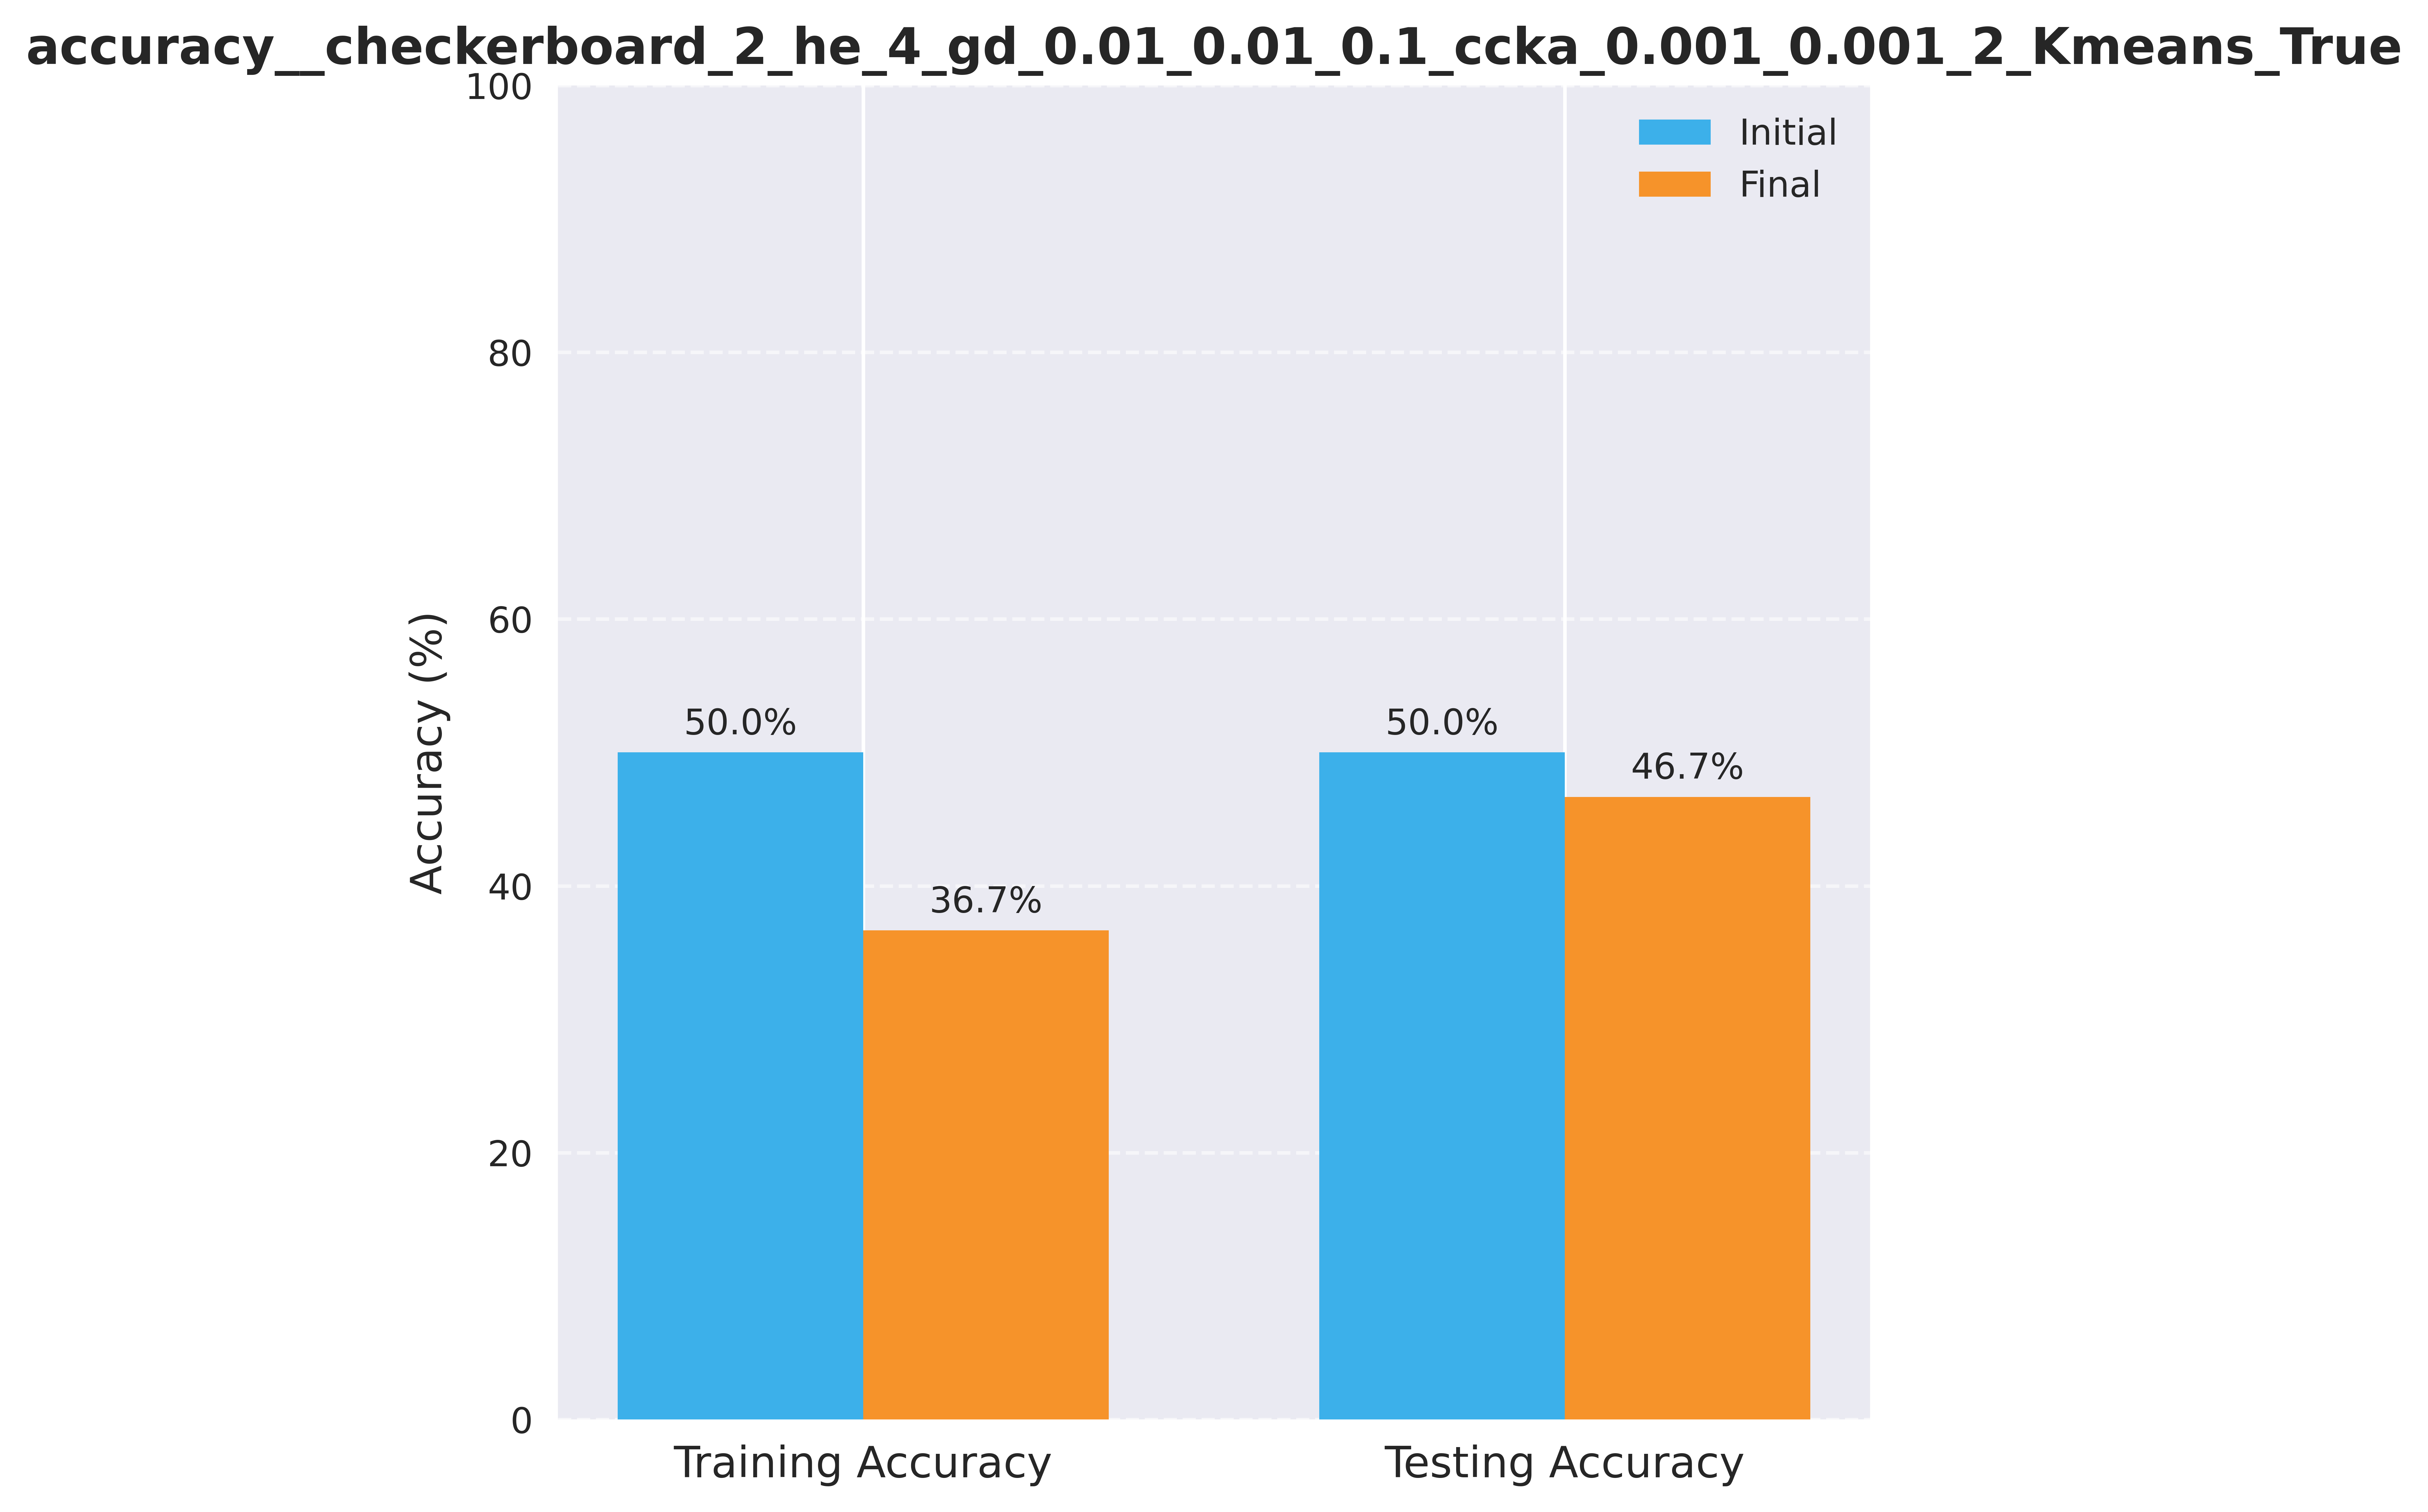 accuracy__checkerboard_2_he_4_gd_0.01_0.01_0.1_ccka_0.001_0.001_2_Kmeans_True
100
80
60
40
20
0
Accuracy (%)
Initial
Final
50.0%
36.7%
50.0%
46.7%
Training Accuracy
Testing Accuracy